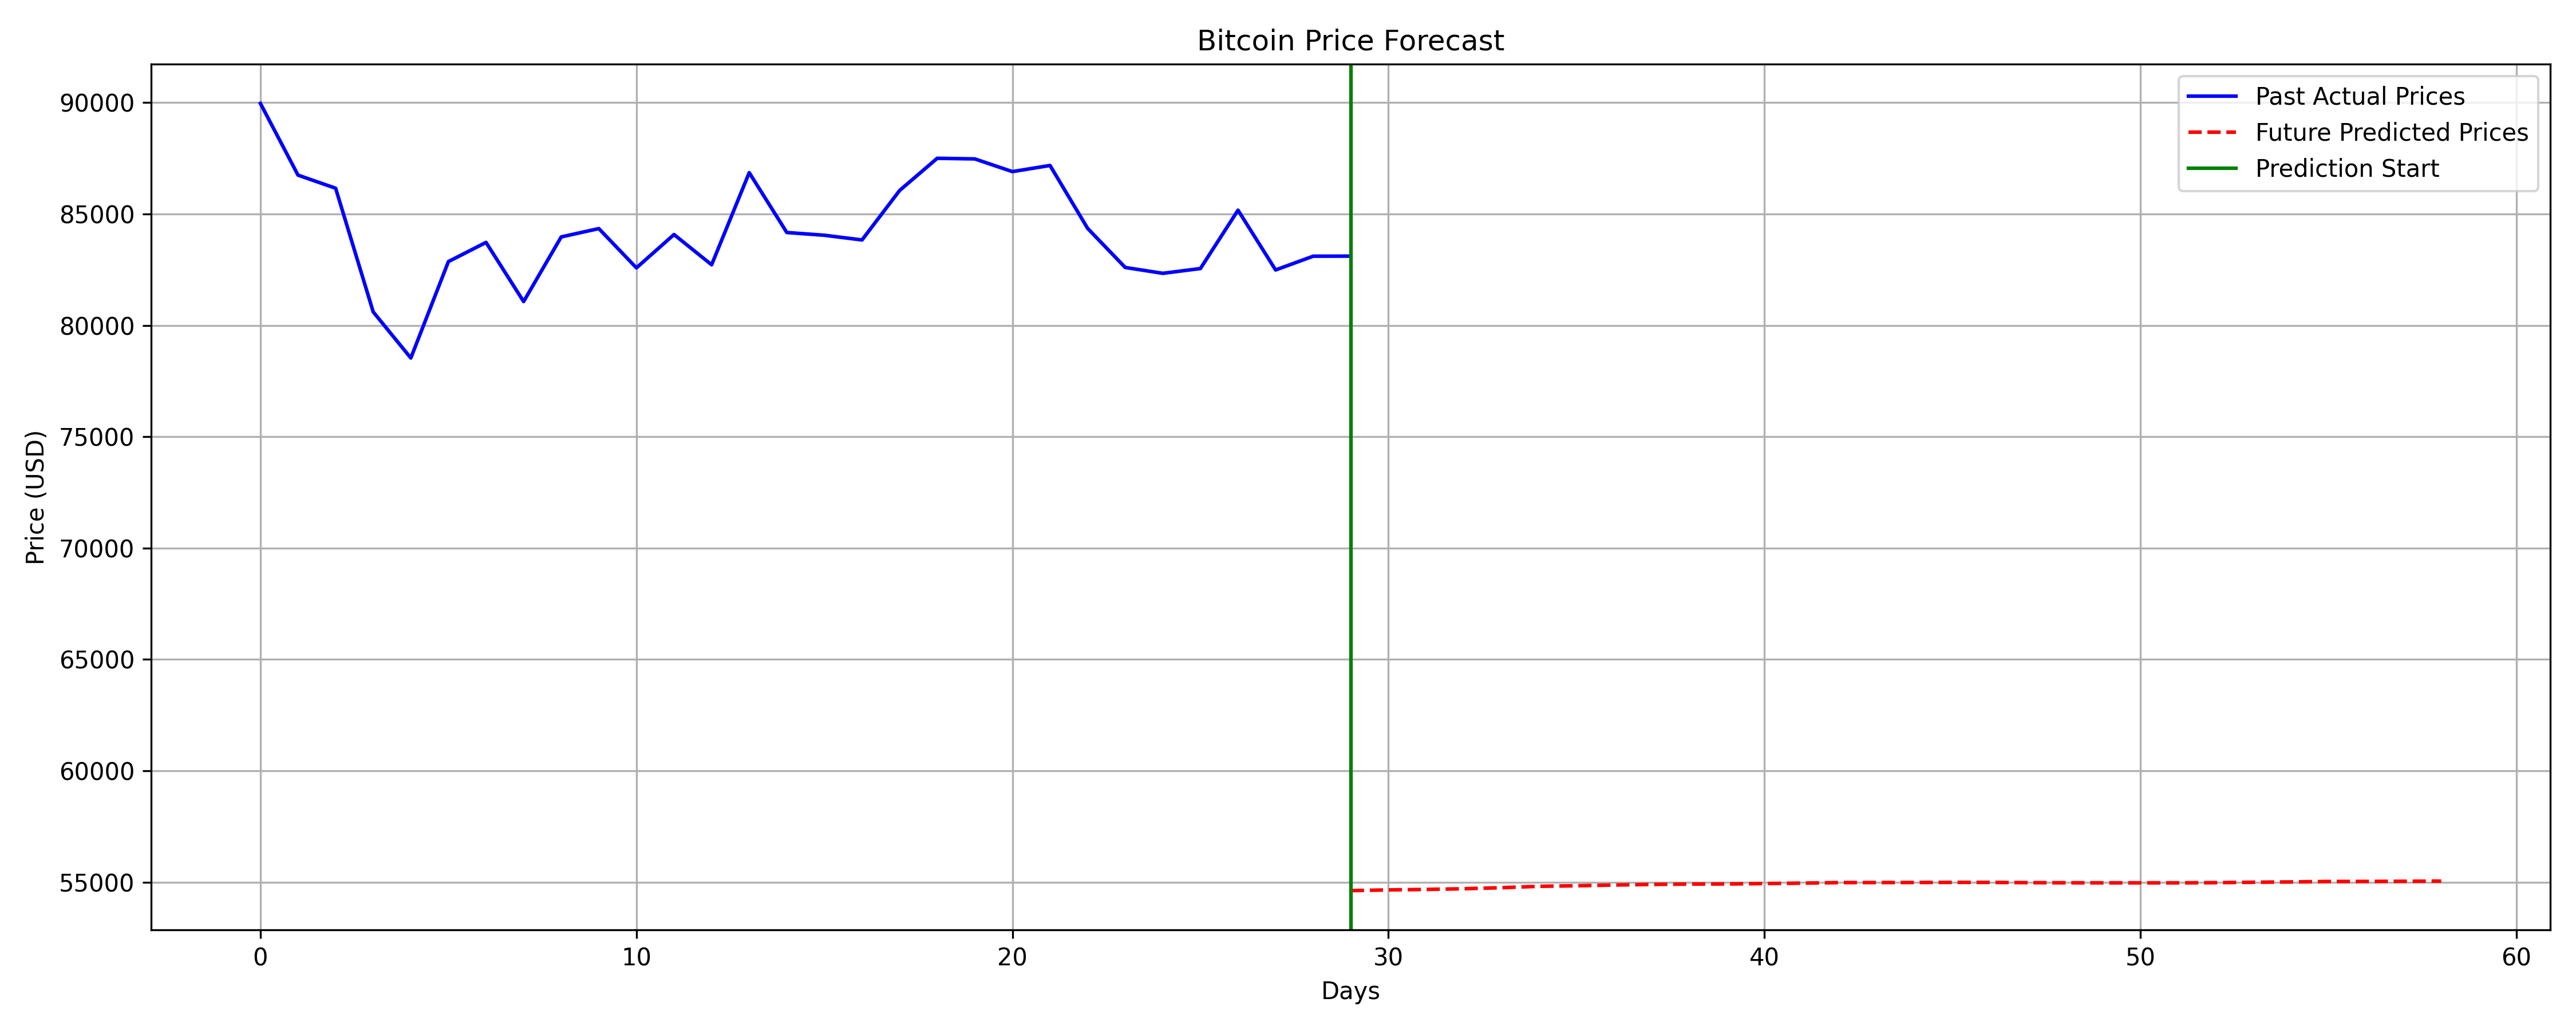 Bitcoin Price Forecast
Past Actual Prices
Future Predicted Prices
Prediction Start
Price (USD)
90000
85000
80000
75000
70000
65000
60000
55000
0 10 20 30 40 50 60
Days